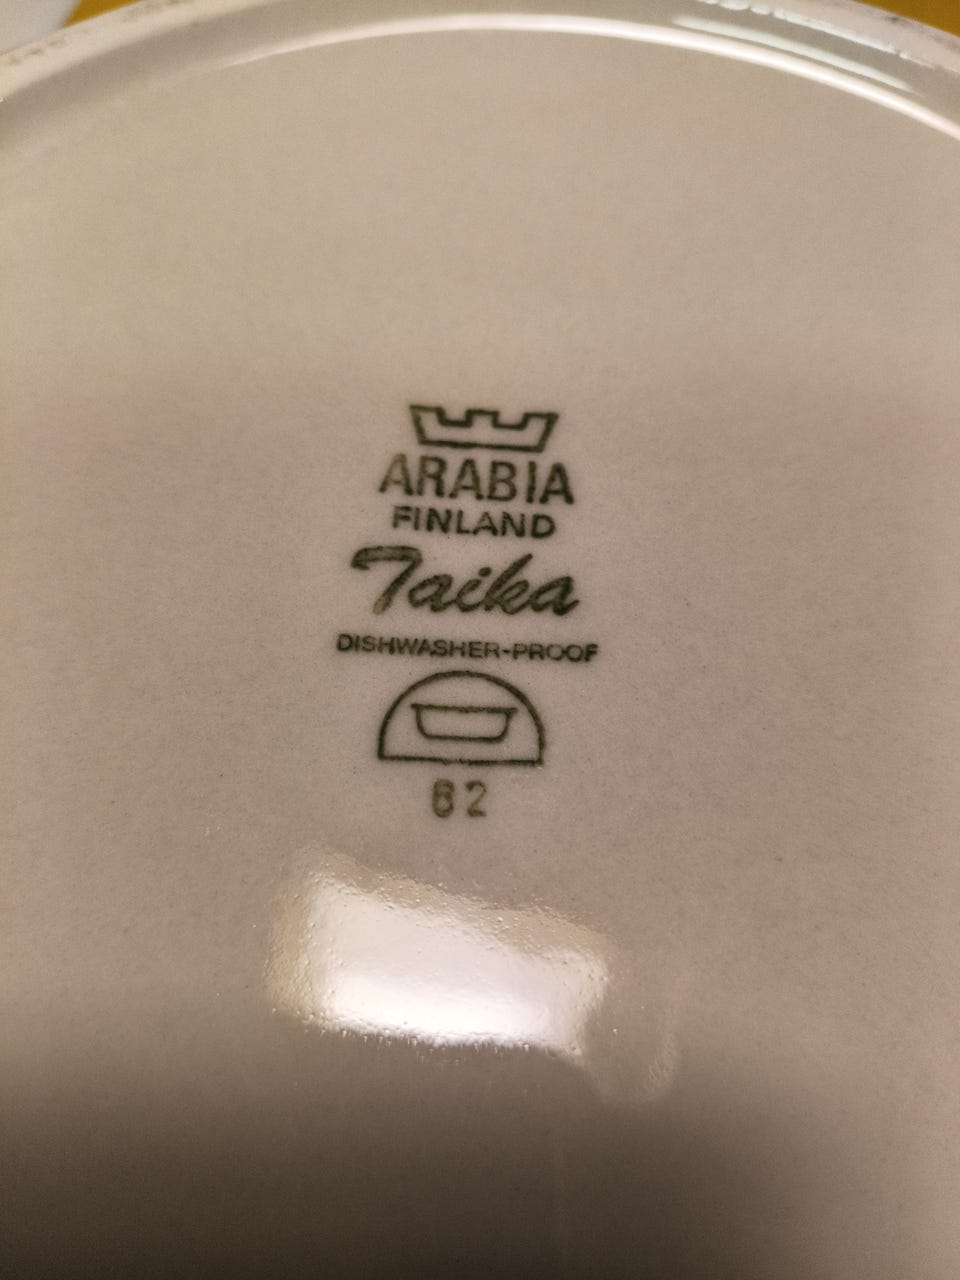 ARABIA
FINLAND
Taika
DISHWASHER-PROOF
62